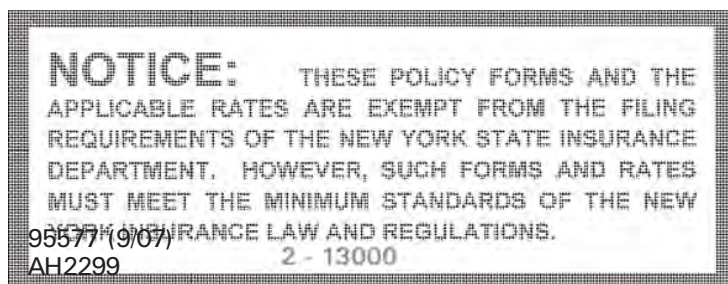 NOTICE: THESE POLICY FORMS AND THE
APPLICABLE RATES ARE EXEMPT FROM THE FILING
REQUIREMENTS OF THE NEW YORK STATE INSURANCE
DEPARTMENT. HOWEVER, SUCH FORMS AND RATES
MUST MEET THE MINIMUM STANDARDS OF THE NEW
YORK INSURANCE LAW AND REGULATIONS.
95577 (9/07)
2 - 13000
AH2299